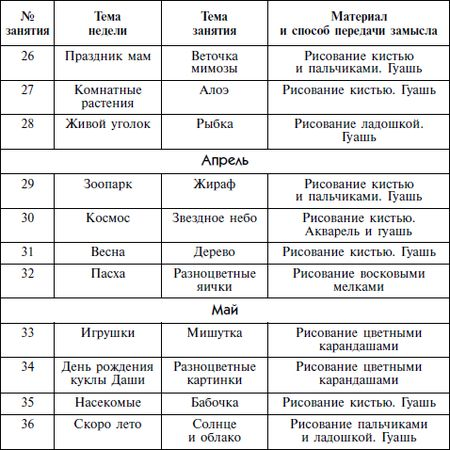 № занятия Тема недели Тема занятия Материал и способ передачи замысла
26 Праздник мам Веточка мимозы Рисование кистью и пальчиками. Гуашь
27 Комнатные растения Алоэ Рисование кистью. Гуашь
28 Живой уголок Рыбка Рисование ладошкой. Гуашь
Апрель
29 Зоопарк Жираф Рисование кистью и пальчиками. Гуашь
30 Космос Звездное небо Рисование кистью. Акварель и гуашь
31 Весна Дерево Рисование кистью. Гуашь
32 Пасха Разноцветные яички Рисование восковыми мелками
Май
33 Игрушки Мишутка Рисование цветными карандашами
34 День рождения куклы Даши Разноцветные картинки Рисование цветными карандашами
35 Насекомые Бабочка Рисование кистью. Гуашь
36 Скоро лето Солнце и облако Рисование пальчиками и ладошкой. Гуашь